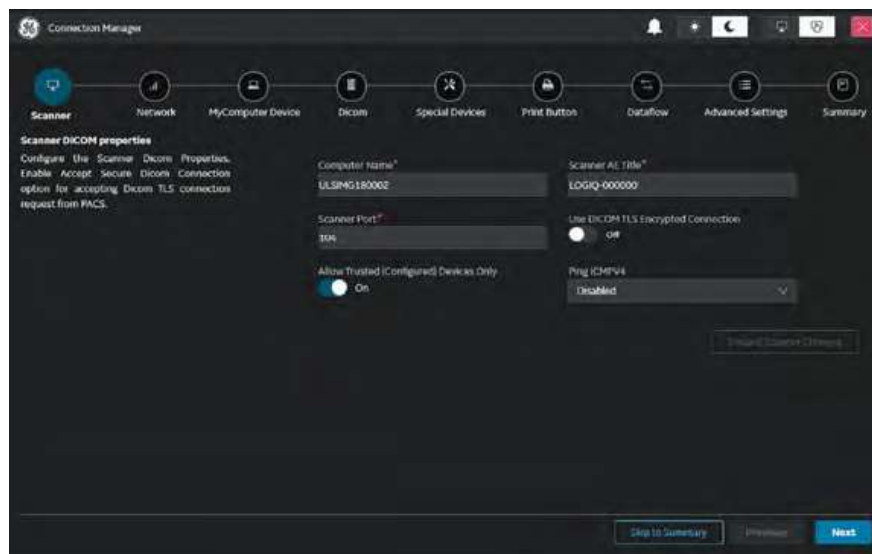 Connection Manager
Scanner
Network
MyComputer Device
Dicom
Special Devices
Print Button
Dataflow
Advanced Settings
Summary
Scanner DICOM properties
Configure the Scanner Dicom Properties.
Enable Accept Secure Dicom Connection
option for accepting Dicom TLS connection
request from PACS.
Computer Name*
ULSIMG180002
Scanner AE Title*
LOGIQ-000000
Scanner Port*
104
Use DICOM TLS Encrypted Connection
Off
Allow Trusted (Configured) Devices Only
On
Ping ICMPV4
Disabled
Discard Scanner Changes
Skip to Summary
Previous
Next